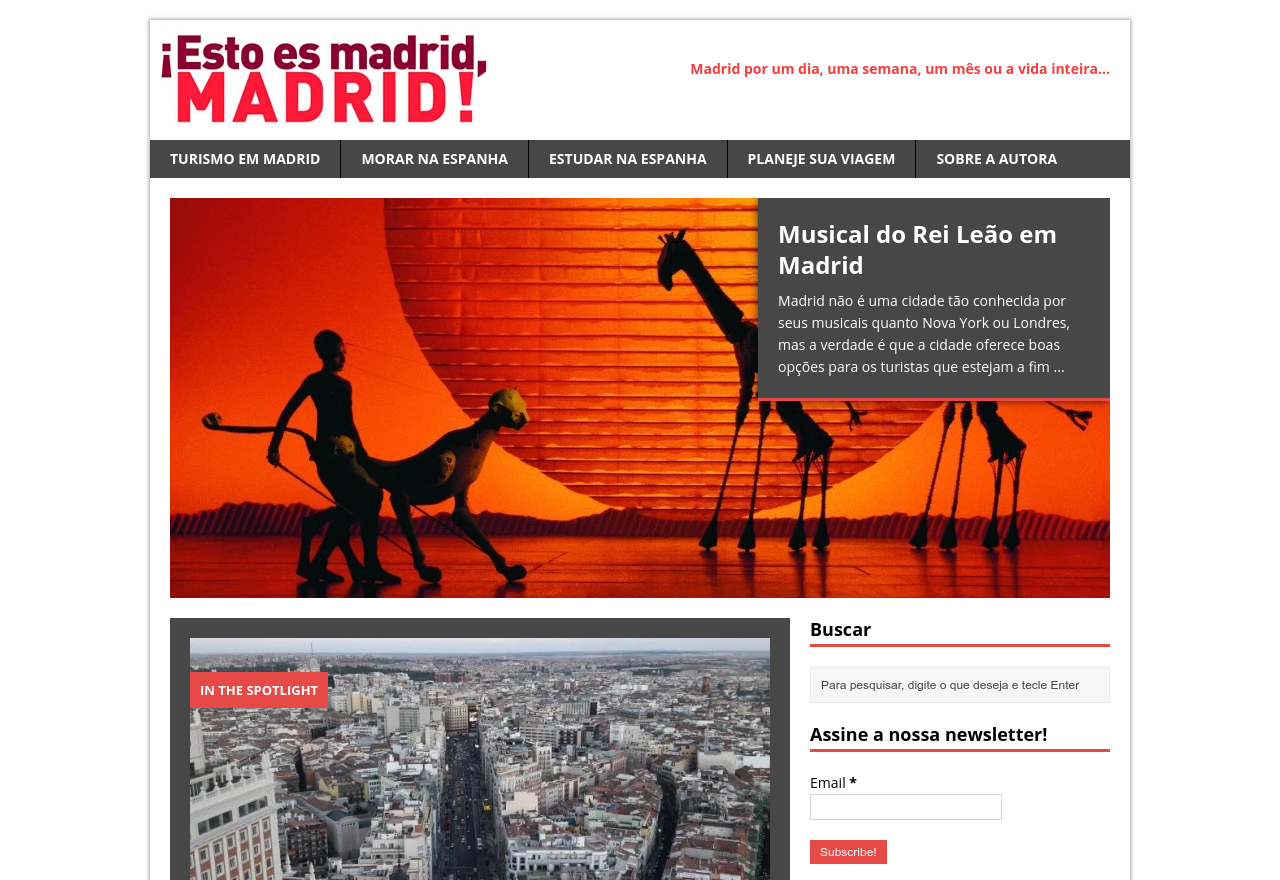 ¡Esto es madrid,
MADRID!
Madrid por um dia, uma semana, um mês ou a vida inteira...
TURISMO EM MADRID
MORAR NA ESPANHA
ESTUDAR NA ESPANHA
PLANEJE SUA VIAGEM
SOBRE A AUTORA
Musical do Rei Leão em
Madrid
Madrid não é uma cidade tão conhecida por
seus musicais quanto Nova York ou Londres,
mas a verdade é que a cidade oferece boas
opções para os turistas que estejam a fim ...
IN THE SPOTLIGHT
Buscar
Para pesquisar, digite o que deseja e tecle Enter
Assine a nossa newsletter!
Email *
Subscribe!